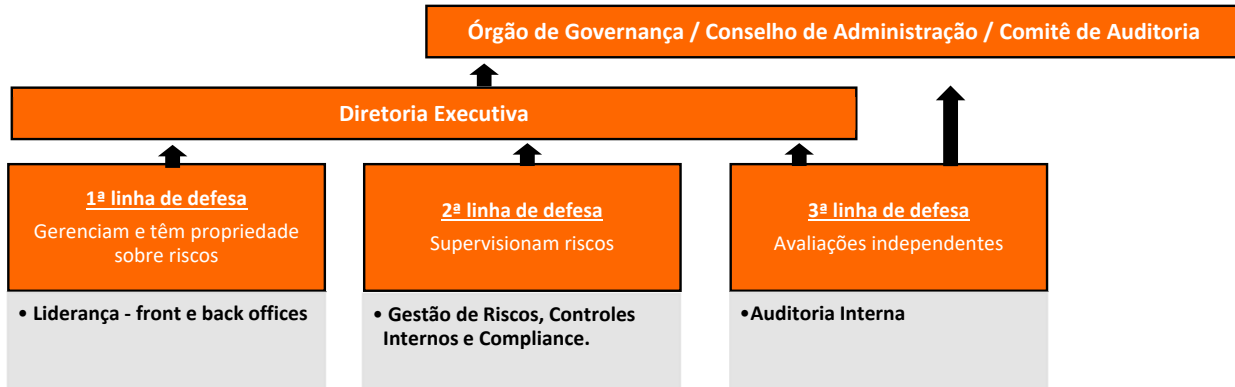 Órgão de Governança / Conselho de Administração / Comitê de Auditoria
Diretoria Executiva
1ª linha de defesa
Gerenciam e têm propriedade
sobre riscos
2ª linha de defesa
Supervisionam riscos
3ª linha de defesa
Avaliações independentes
• Liderança - front e back offices
• Gestão de Riscos, Controles
Internos e Compliance.
•Auditoria Interna